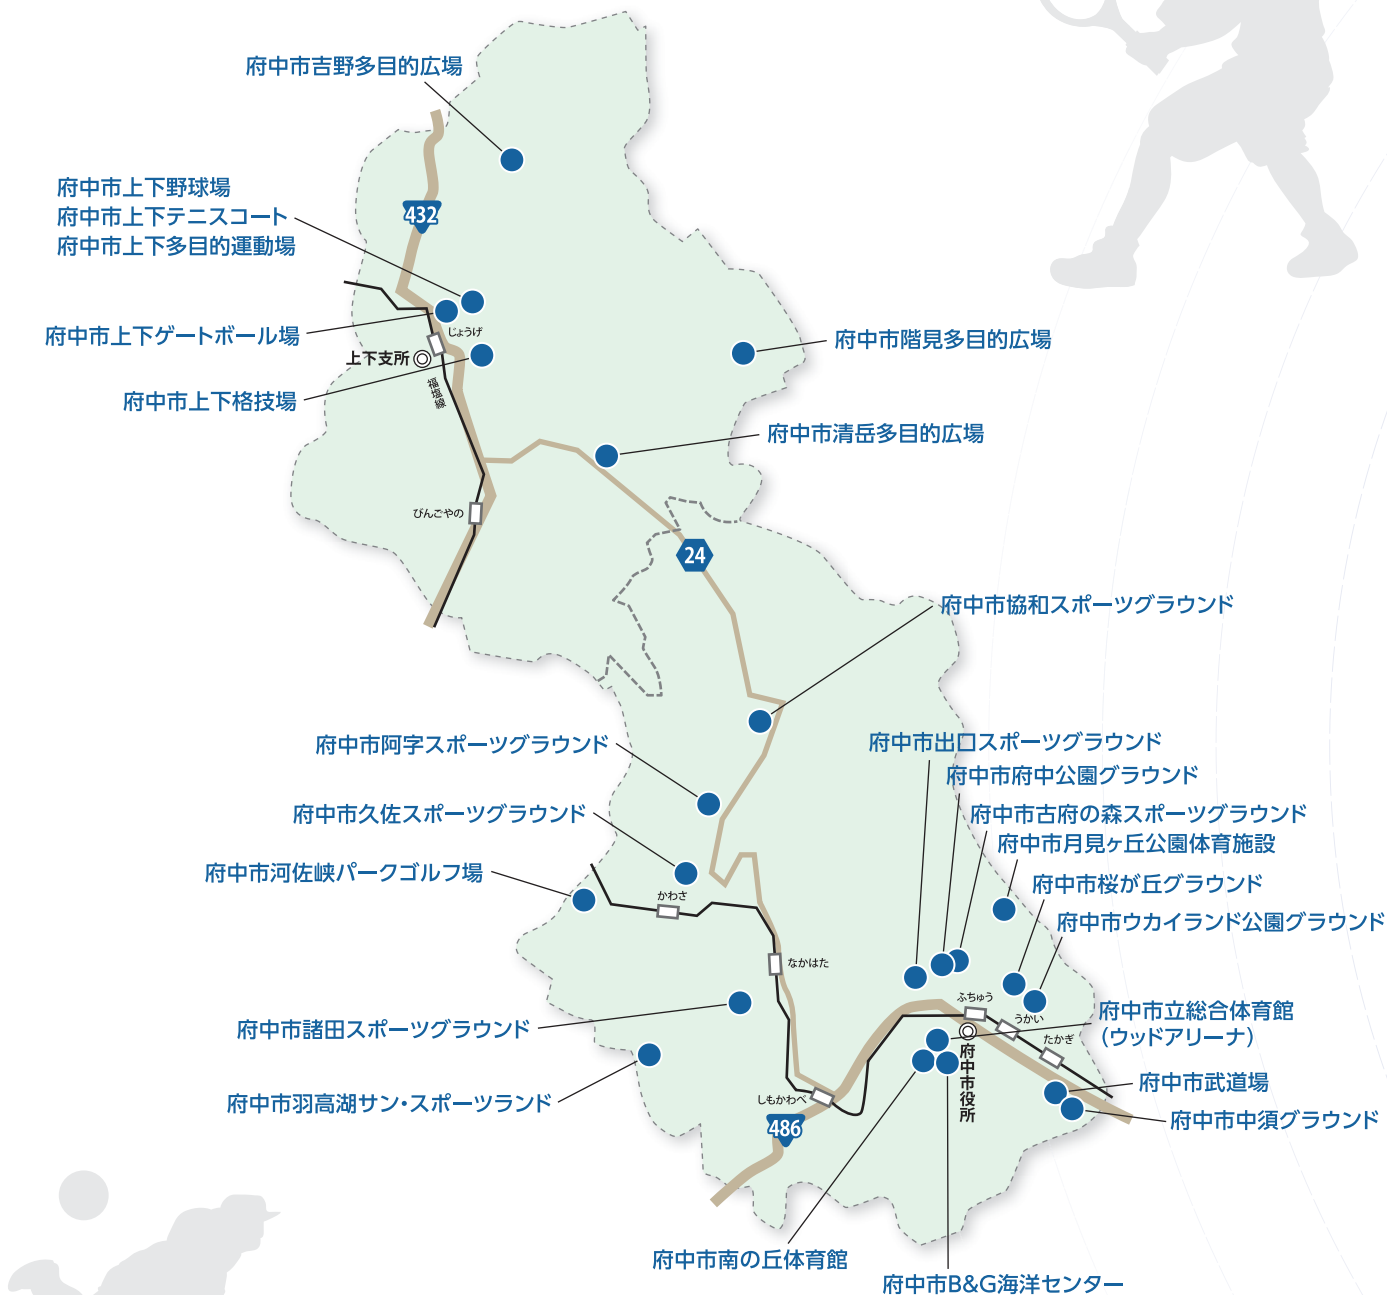 府中市吉野多目的広場
府中市上下野球場
府中市上下テニスコート
府中市上下多目的運動場
432
府中市上下ゲートボール場
じょうげ
上下支所
福塩線
府中市上下格技場
府中市階見多目的広場
府中市清岳多目的広場
びんごやの
24
府中市協和スポーツグラウンド
府中市阿字スポーツグラウンド
府中市出口スポーツグラウンド
府中市府中公園グラウンド
府中市久佐スポーツグラウンド
府中市古府の森スポーツグラウンド
府中市月見ヶ丘公園体育施設
府中市河佐峡パークゴルフ場
かわさ
府中市桜が丘グラウンド
府中市ウカイランド公園グラウンド
なかはた
ふちゅう
うかい
たかぎ
府中市立総合体育館
（ウッドアリーナ）
府中市諸田スポーツグラウンド
府中市役所
府中市武道場
府中市羽高湖サン・スポーツランド
しもかわべ
府中市中須グラウンド
486
府中市南の丘体育館
府中市B&G海洋センター